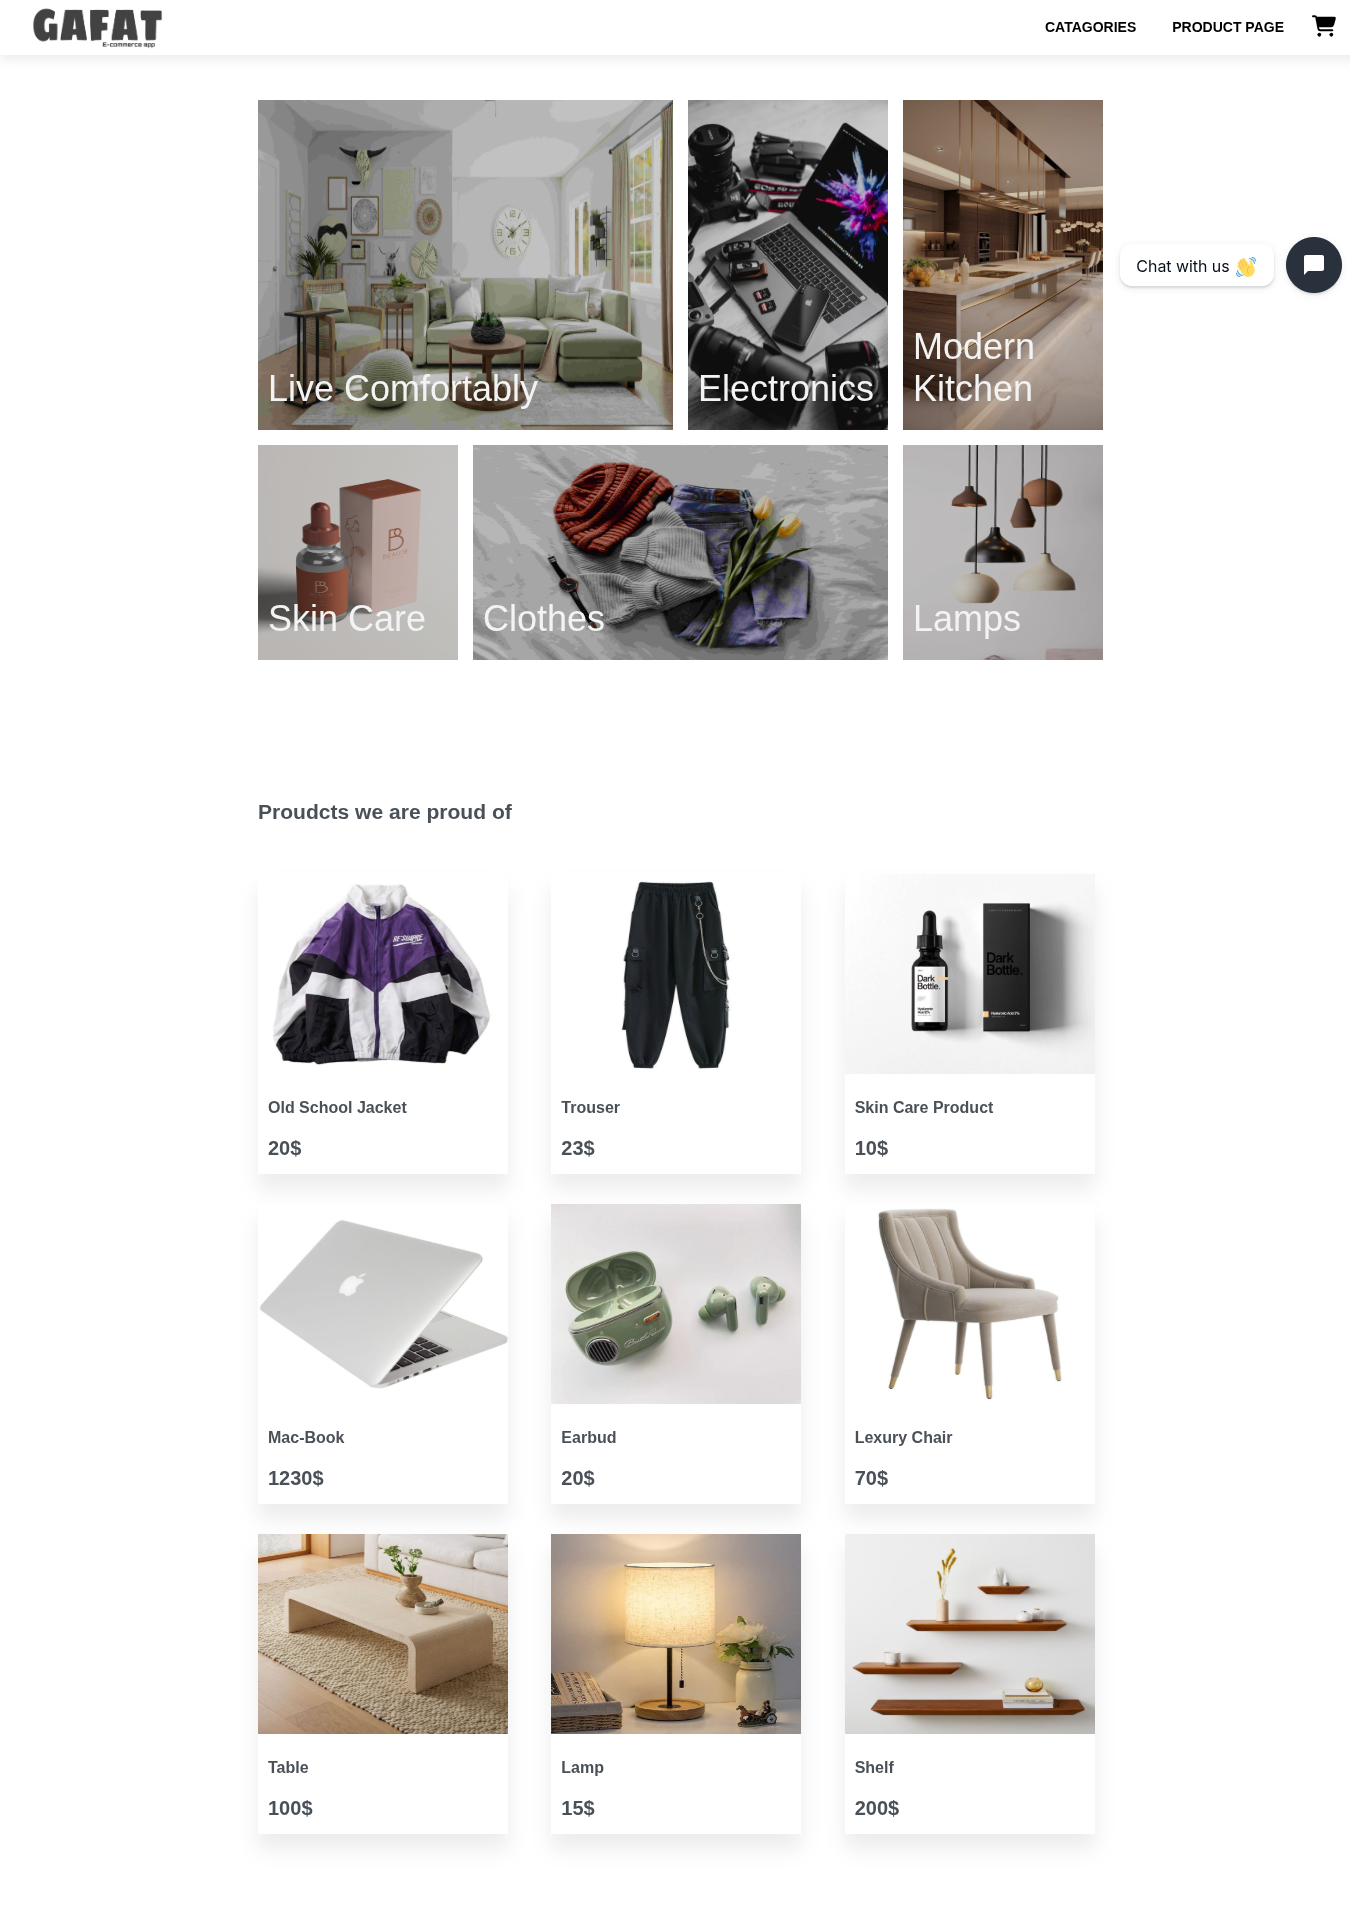 GAFAT
E-commerce app
CATAGORIES
PRODUCT PAGE
Live Comfortably
Electronics
Modern
Kitchen
Chat with us 👋
B
Skin Care
Clothes
Lamps
Proudcts we are proud of
Dark
Bottle.
Dark
Bottle.
Old School Jacket
20$
Trouser
23$
Skin Care Product
10$
Mac-Book
1230$
Earbud
20$
Lexury Chair
70$
Table
100$
Lamp
15$
Shelf
200$